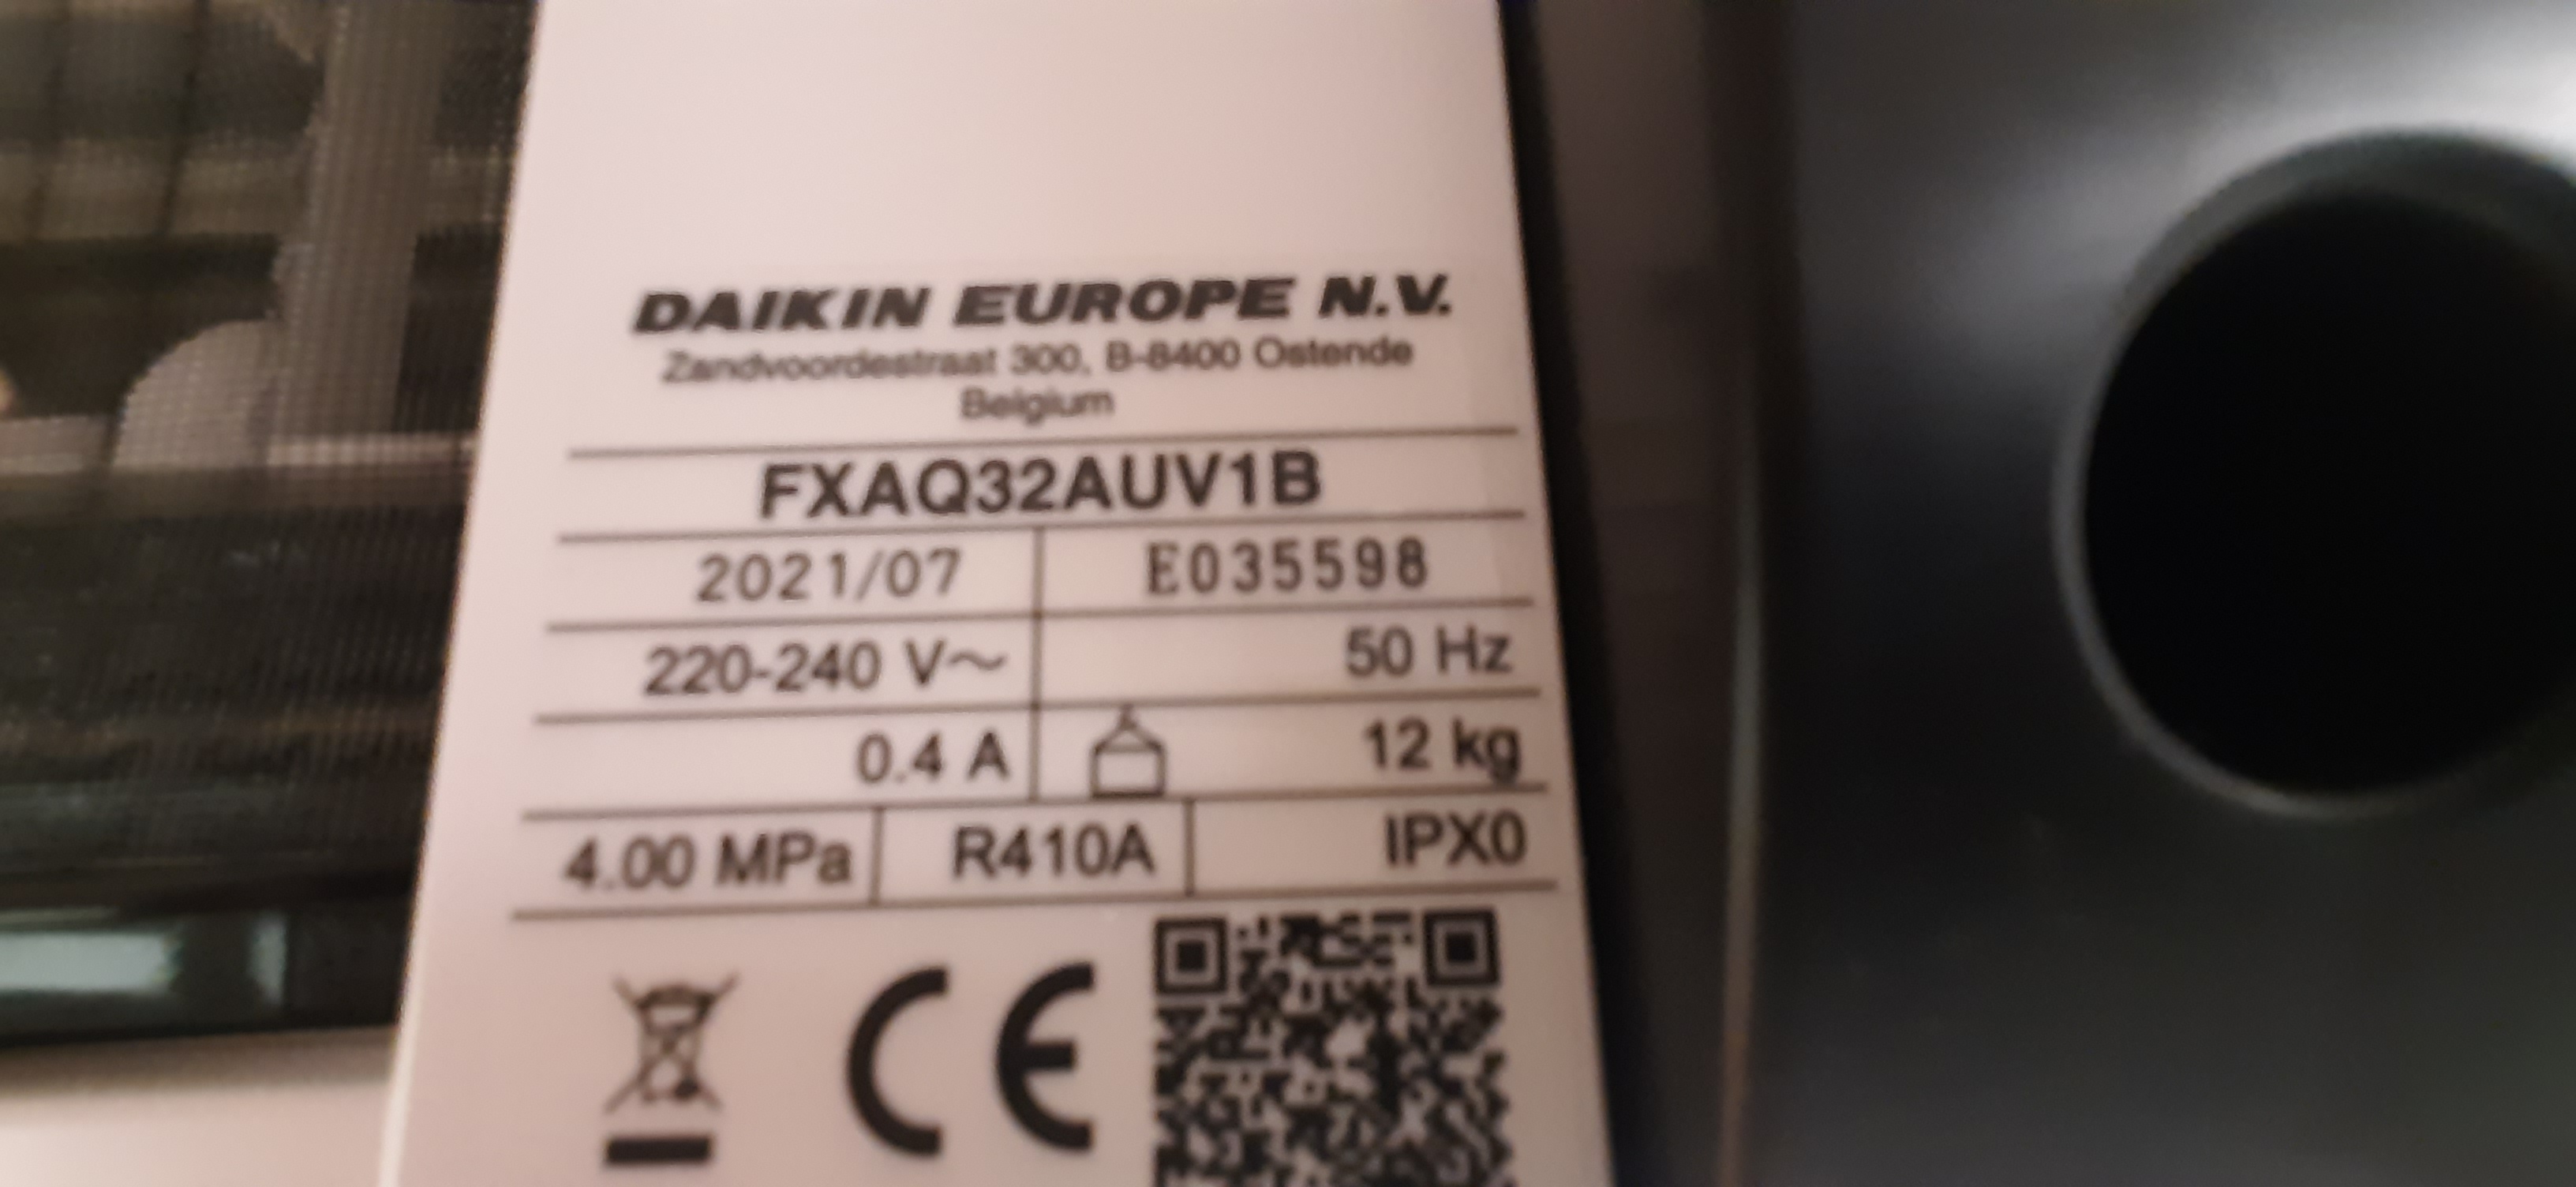 DAIKIN EUROPE N.V.
Zandvoordestraat 300, B-8400 Ostende
Belgium
FXAQ32AUV1B
2021/07 E035598
220-240 V~ 50 Hz
0.4 A 12 kg
4.00 MPa R410A IPX0
CE